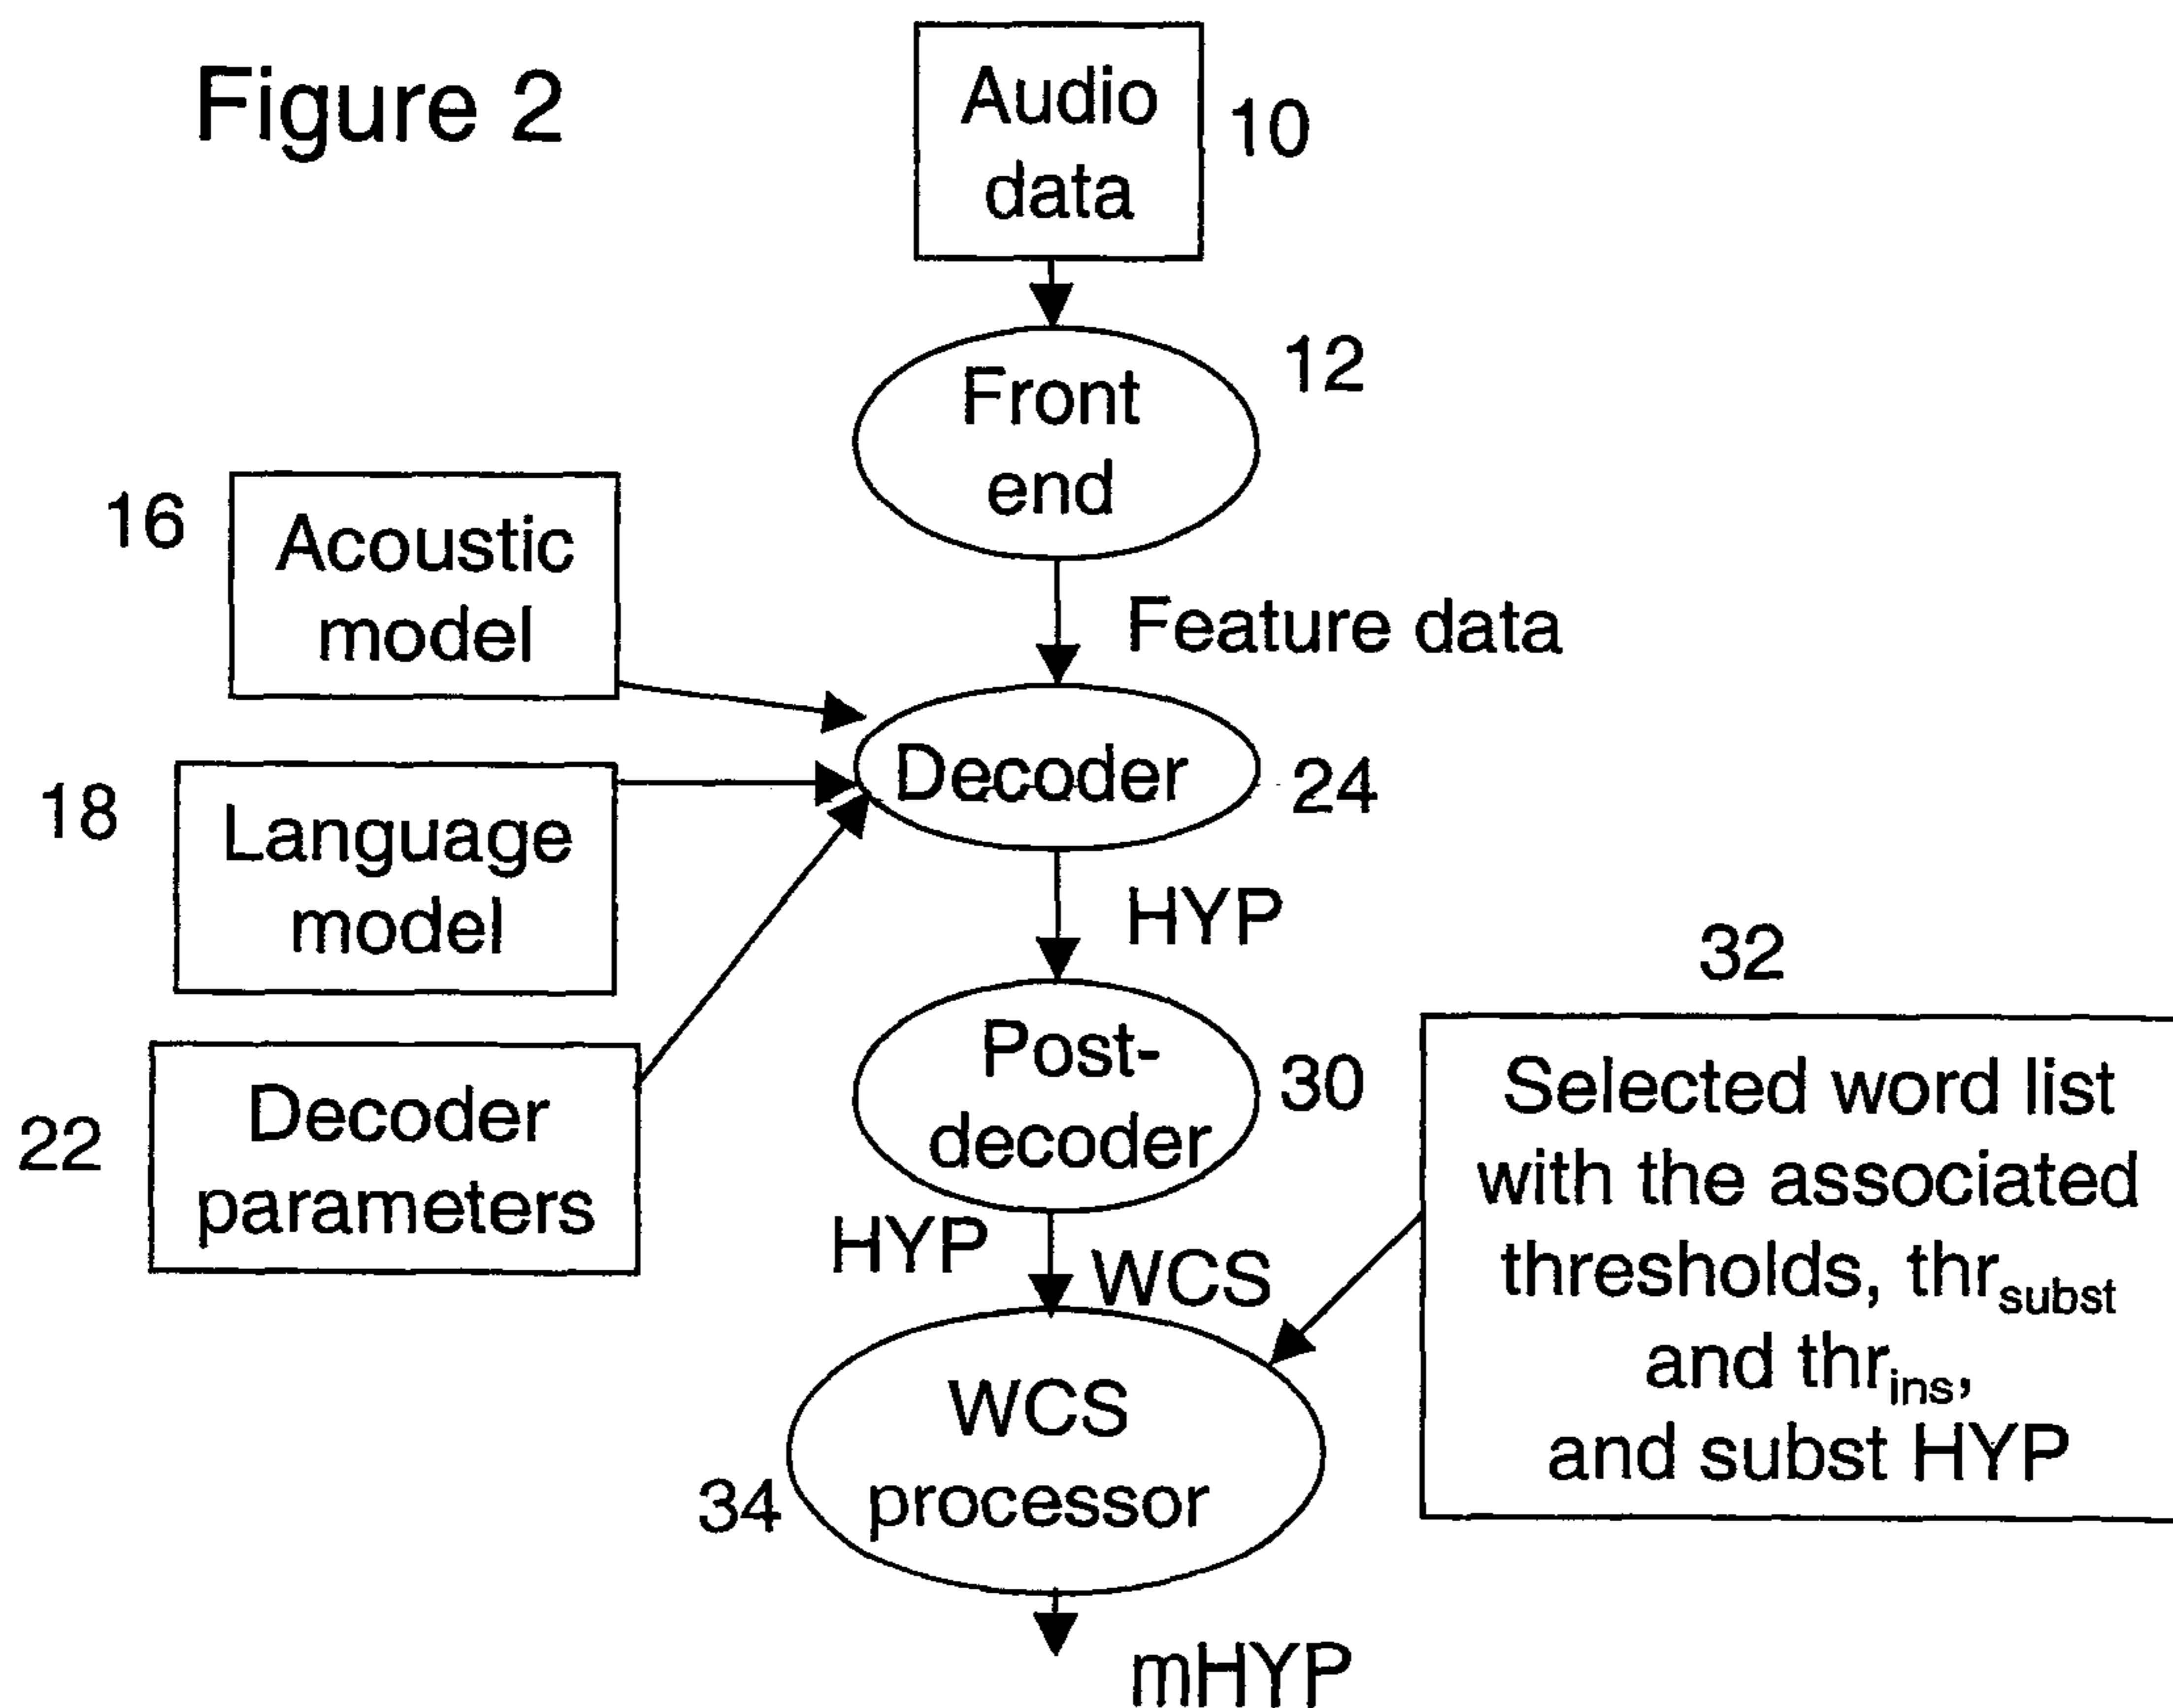 Figure 2
Audio
data
10
Front
end
12
Feature data
16
Acoustic
model
Decoder
24
18
Language
model
HYP
22
Decoder
parameters
Post-
decoder
30
32
Selected word list
with the associated
thresholds, thr_subst
and thr_ins,
and subst HYP
HYP
WCS
WCS
processor
34
mHYP